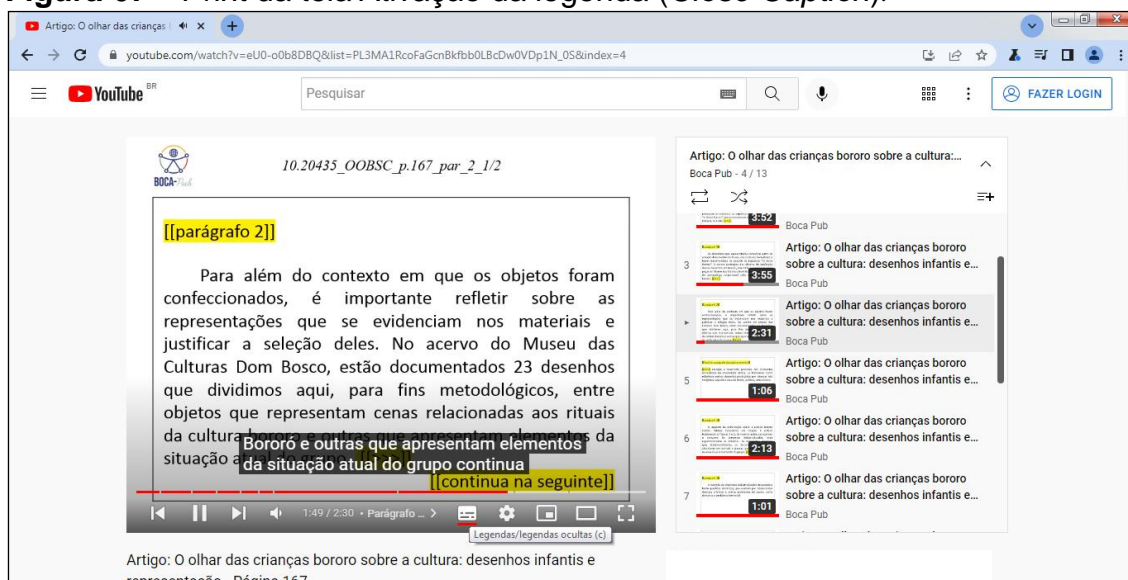 Artigo: O olhar das crianças
youtube.com/watch?v=eU0-o0b8DBQ&list=PL3MA1RcoFaGcnBkfbb0LBcDw0VDp1N_0S&index=4
YouTube BR
Pesquisar
FAZER LOGIN
BOCA-Pub
10.20435_OOBSC_p.167_par_2_1/2
[[parágrafo 2]]
Para além do contexto em que os objetos foram
confeccionados, é importante refletir sobre as
representações que se evidenciam nos materiais e
justificar a seleção deles. No acervo do Museu das
Culturas Dom Bosco, estão documentados 23 desenhos
que dividimos aqui, para fins metodológicos, entre
objetos que representam cenas relacionadas aos rituais
da cultura bororo e outras que apresentam elementos da
situação atual do grupo.
Bororó e outras que apresentam elementos
da situação atual do grupo continua
[[continua na seguinte]]
1:49 / 2:30 • Parágrafo ... >
Legendas/legendas ocultas (c)
Artigo: O olhar das crianças bororo sobre a cultura: desenhos infantis e
Artigo: O olhar das crianças bororo sobre a cultura:...
Boca Pub - 4 / 13
3:52
Boca Pub
3
3:55
Artigo: O olhar das crianças bororo
sobre a cultura: desenhos infantis e...
Boca Pub
2:31
Artigo: O olhar das crianças bororo
sobre a cultura: desenhos infantis e...
Boca Pub
5
1:06
Artigo: O olhar das crianças bororo
sobre a cultura: desenhos infantis e...
Boca Pub
6
2:13
Artigo: O olhar das crianças bororo
sobre a cultura: desenhos infantis e...
Boca Pub
7
1:01
Artigo: O olhar das crianças bororo
sobre a cultura: desenhos infantis e...
Boca Pub